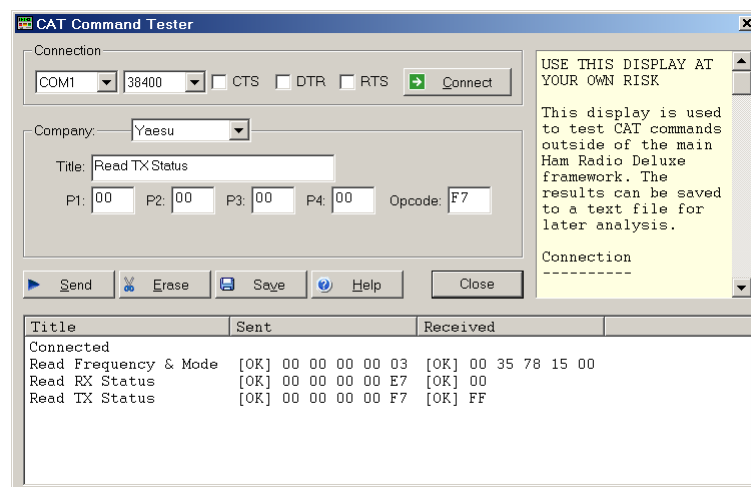 CAT Command Tester
Connection
COM1 38400 CTS DTR RTS Connect
Company: Yaesu
Title: Read TX Status
P1: 00 P2: 00 P3: 00 P4: 00 Opcode: F7
USE THIS DISPLAY AT
YOUR OWN RISK
This display is used
to test CAT commands
outside of the main
Ham Radio Deluxe
framework. The
results can be saved
to a text file for
later analysis.
Connection
----------
Send Erase Save Help Close
Title Sent Received
Connected
Read Frequency & Mode [OK] 00 00 00 00 03 [OK] 00 35 78 15 00
Read RX Status [OK] 00 00 00 00 E7 [OK] 00
Read TX Status [OK] 00 00 00 00 F7 [OK] FF